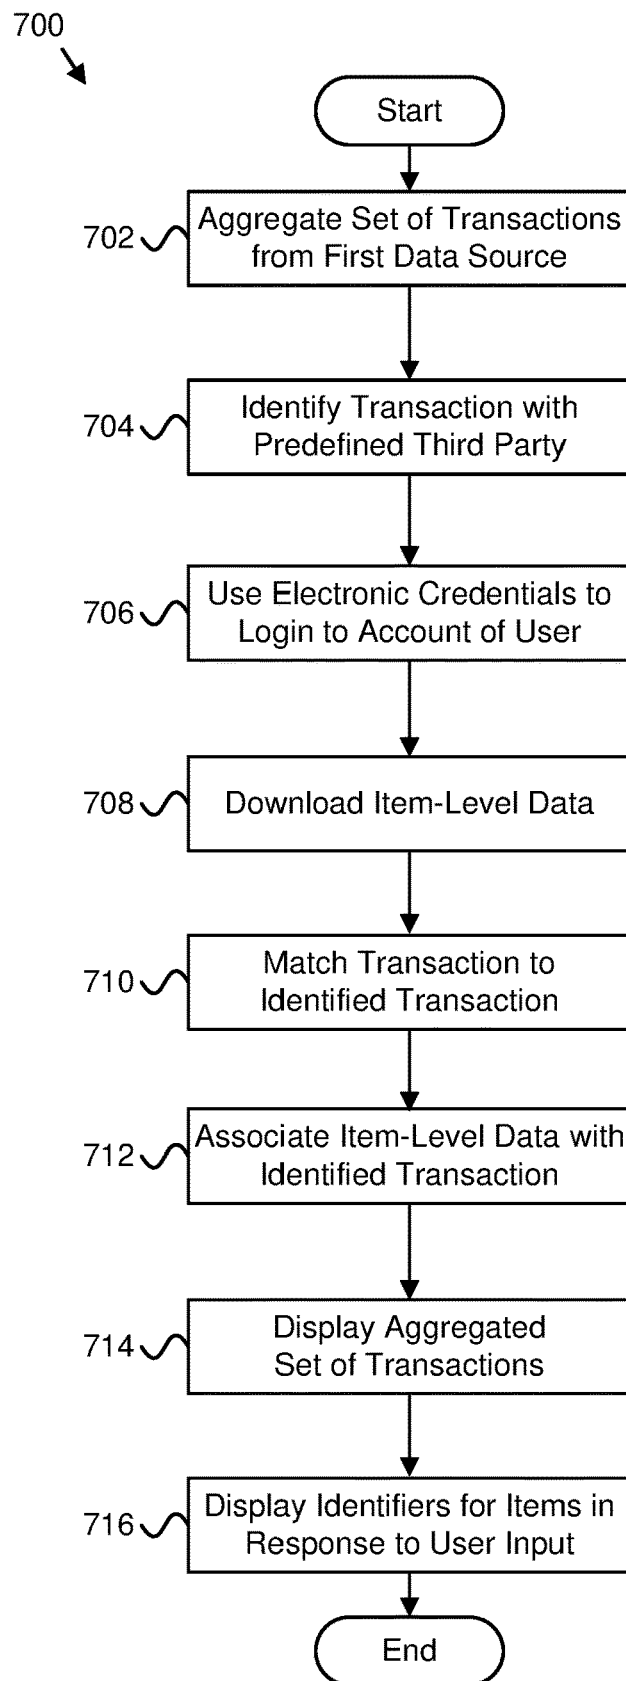 700
Start
702
Aggregate Set of Transactions
from First Data Source
704
Identify Transaction with
Predefined Third Party
706
Use Electronic Credentials to
Login to Account of User
708
Download Item-Level Data
710
Match Transaction to
Identified Transaction
712
Associate Item-Level Data with
Identified Transaction
714
Display Aggregated
Set of Transactions
716
Display Identifiers for Items in
Response to User Input
End